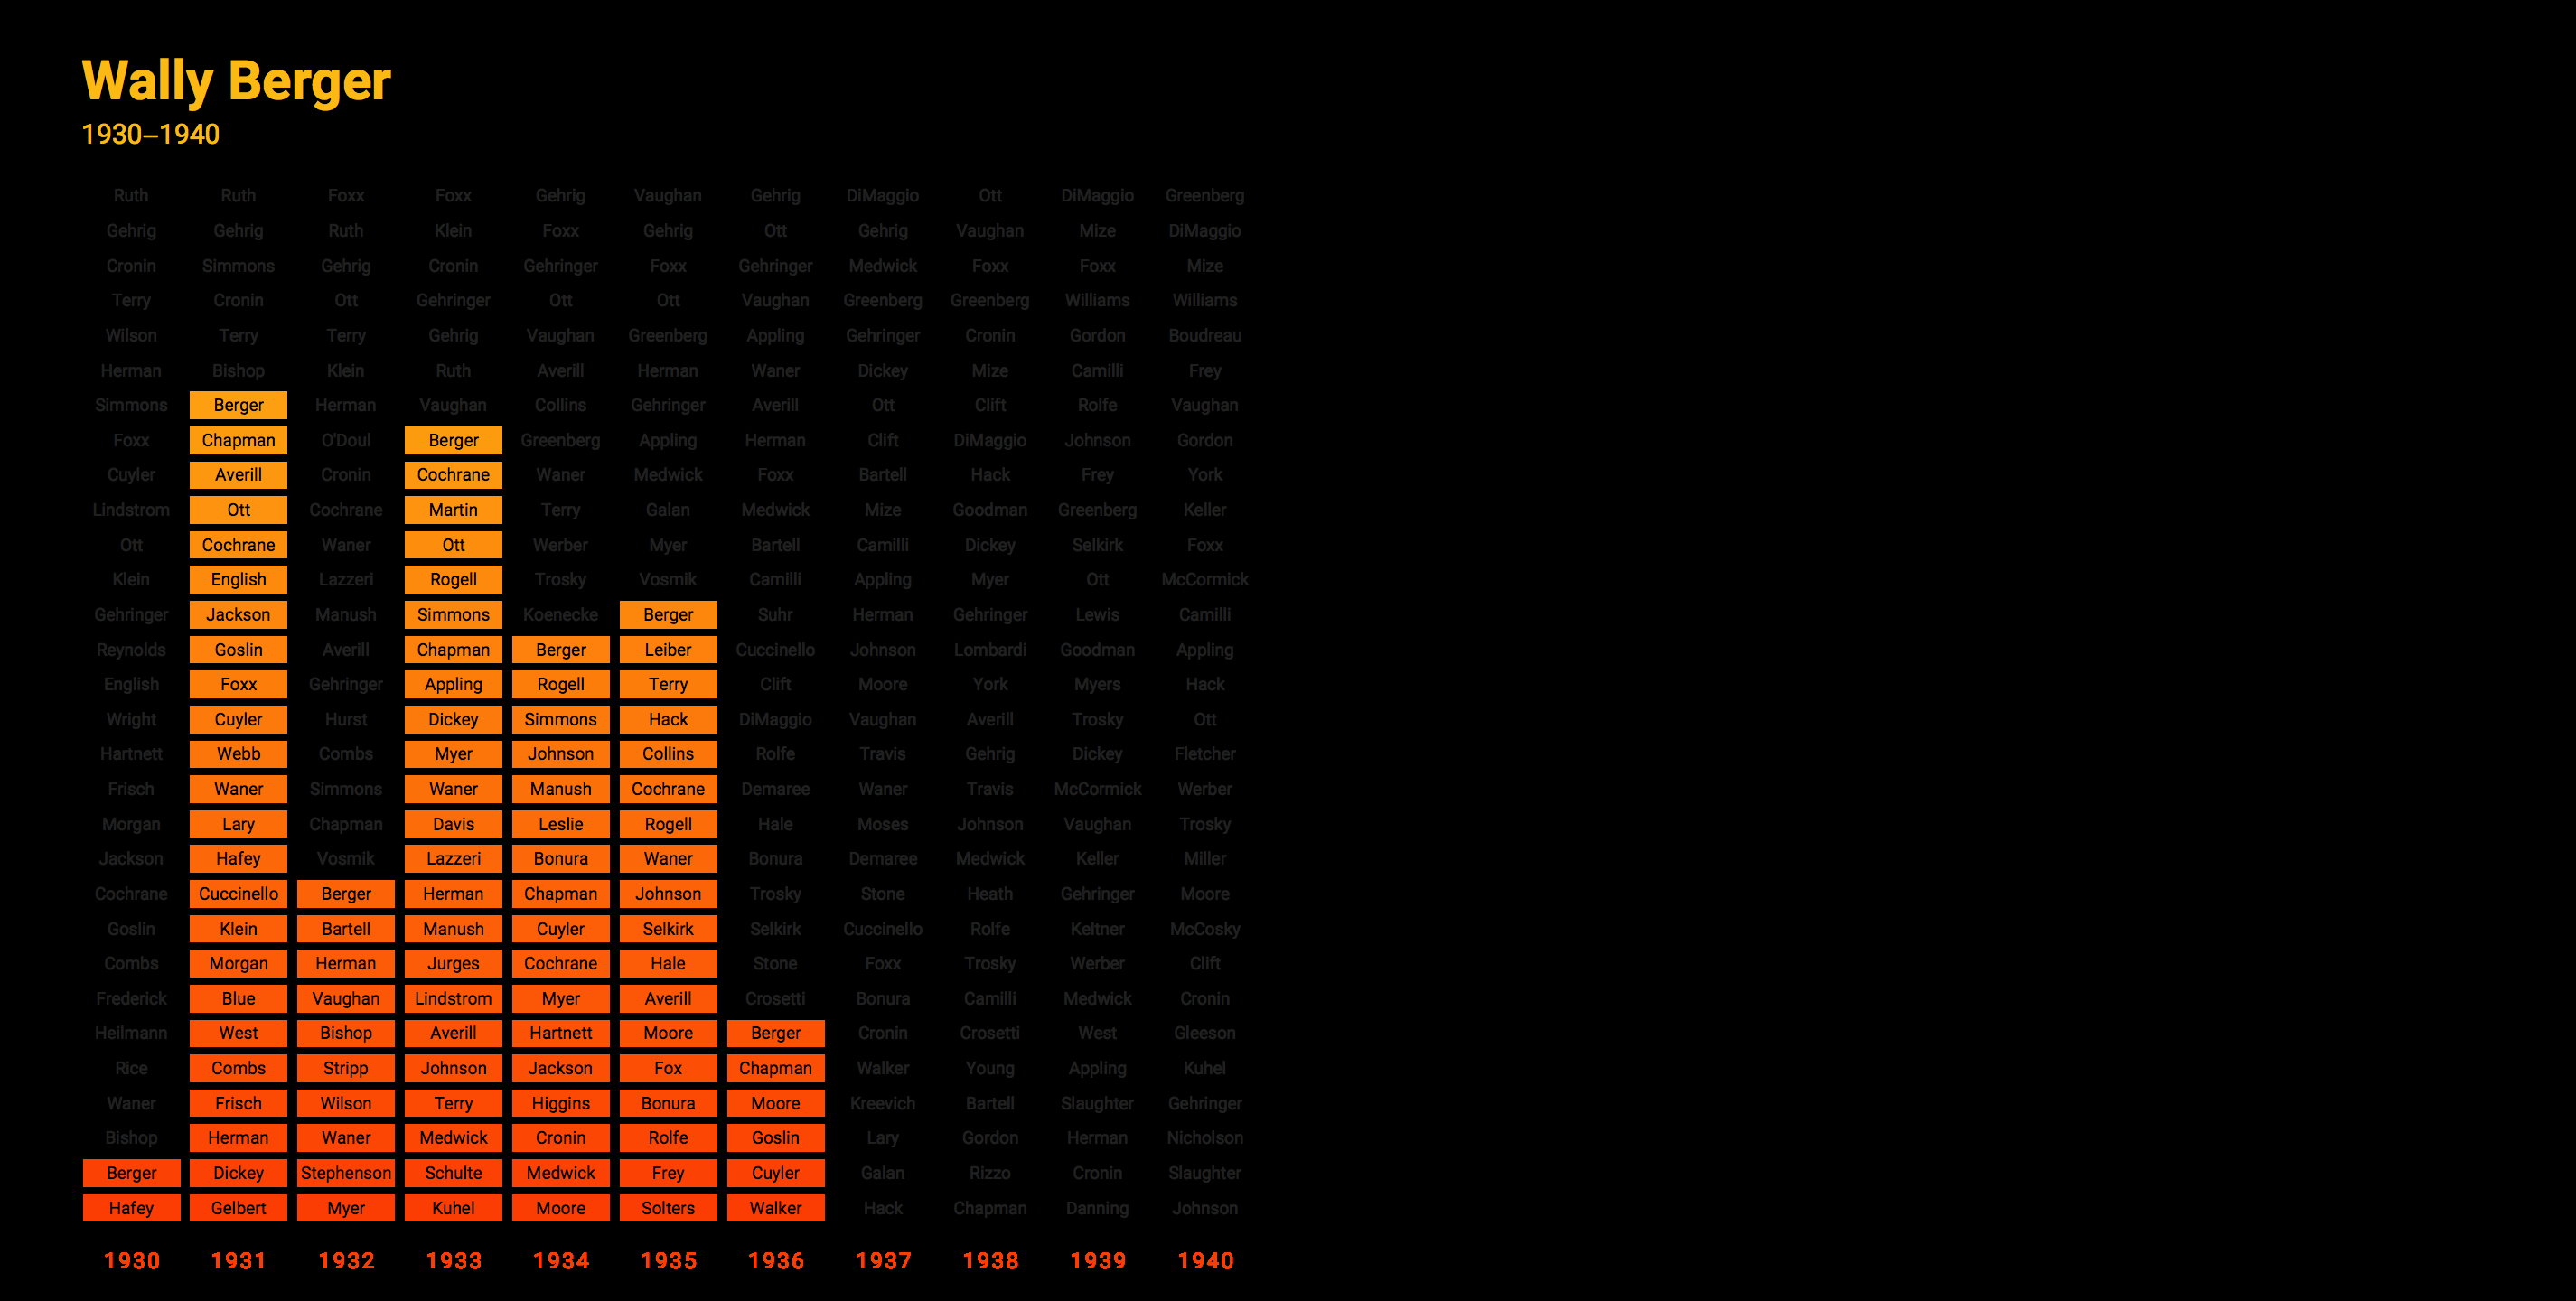 Wally Berger
1930–1940
Ruth Ruth Foxx Foxx Gehrig Vaughan Gehrig DiMaggio Ott DiMaggio Greenberg
Gehrig Gehrig Ruth Klein Foxx Gehrig Ott Gehrig Vaughan Mize DiMaggio
Cronin Simmons Gehrig Cronin Gehringer Foxx Gehringer Medwick Foxx Foxx Mize
Terry Cronin Ott Gehringer Ott Ott Vaughan Greenberg Greenberg Williams Williams
Wilson Terry Terry Gehrig Vaughan Greenberg Appling Gehringer Cronin Gordon Boudreau
Herman Bishop Klein Ruth Averill Herman Waner Dickey Mize Camilli Frey
Simmons Berger Herman Vaughan Collins Gehringer Averill Ott Clift Rolfe Vaughan
Foxx Chapman O'Doul Berger Greenberg Appling Herman Clift DiMaggio Johnson Gordon
Cuyler Averill Cronin Cochrane Waner Medwick Foxx Bartell Hack Frey York
Lindstrom Ott Cochrane Martin Terry Galan Medwick Mize Goodman Greenberg Keller
Ott Cochrane Waner Ott Werber Myer Bartell Camilli Dickey Selkirk Foxx
Klein English Lazzeri Rogell Trosky Vosmik Camilli Appling Myer Ott McCormick
Gehringer Jackson Manush Simmons Koenecke Berger Suhr Herman Gehringer Lewis Camilli
Reynolds Goslin Averill Chapman Berger Leiber Cuccinello Johnson Lombardi Goodman Appling
English Foxx Gehringer Appling Rogell Terry Clift Moore York Myers Hack
Wright Cuyler Hurst Dickey Simmons Hack DiMaggio Vaughan Averill Trosky Ott
Hartnett Webb Combs Myer Johnson Collins Rolfe Travis Gehrig Dickey Fletcher
Frisch Waner Simmons Waner Manush Cochrane Demaree Waner Travis McCormick Werber
Morgan Lary Chapman Davis Leslie Rogell Hale Moses Johnson Vaughan Trosky
Jackson Hafey Vosmik Lazzeri Bonura Waner Bonura Demaree Medwick Keller Miller
Cochrane Cuccinello Berger Herman Chapman Johnson Trosky Stone Heath Gehringer Moore
Goslin Klein Bartell Manush Cuyler Selkirk Selkirk Cuccinello Rolfe Keltner McCosky
Combs Morgan Herman Jurges Cochrane Hale Stone Foxx Trosky Werber Clift
Frederick Blue Vaughan Lindstrom Myer Averill Crosetti Bonura Camilli Medwick Cronin
Heilmann West Bishop Averill Hartnett Moore Berger Cronin Crosetti West Gleeson
Rice Combs Stripp Johnson Jackson Fox Chapman Walker Young Appling Kuhel
Waner Frisch Wilson Terry Higgins Bonura Moore Kreevich Bartell Slaughter Gehringer
Bishop Herman Waner Medwick Cronin Rolfe Goslin Lary Gordon Herman Nicholson
Berger Dickey Stephenson Schulte Medwick Frey Cuyler Galan Rizzo Cronin Slaughter
Hafey Gelbert Myer Kuhel Moore Solters Walker Hack Chapman Danning Johnson
1930 1931 1932 1933 1934 1935 1936 1937 1938 1939 1940